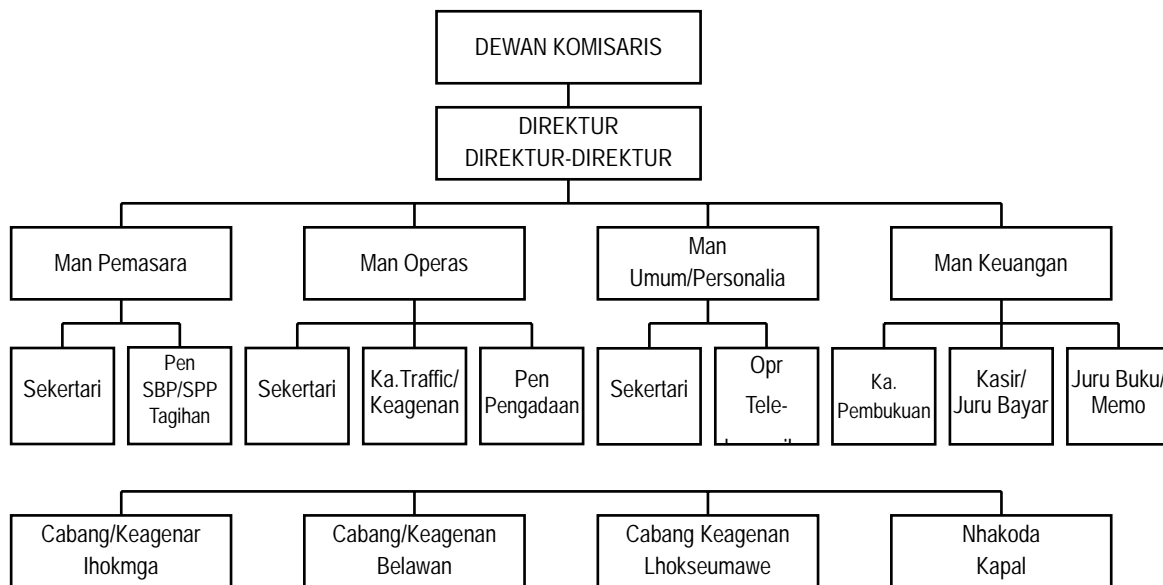 DEWAN KOMISARIS
DIREKTUR
DIREKTUR-DIREKTUR
Man Pemasara
Man Operas
Man
Umum/Personalia
Man Keuangan
Sekertari
Pen
SBP/SPP
Tagihan
Sekertari
Ka.Traffic/
Keagenan
Pen
Pengadaan
Sekertari
Opr
Tele-
Ka.
Pembukuan
Kasir/
Juru Bayar
Juru Buku/
Memo
Cabang/Keagenar
Ihokmga
Cabang/Keagenan
Belawan
Cabang Keagenan
Lhokseumawe
Nhakoda
Kapal